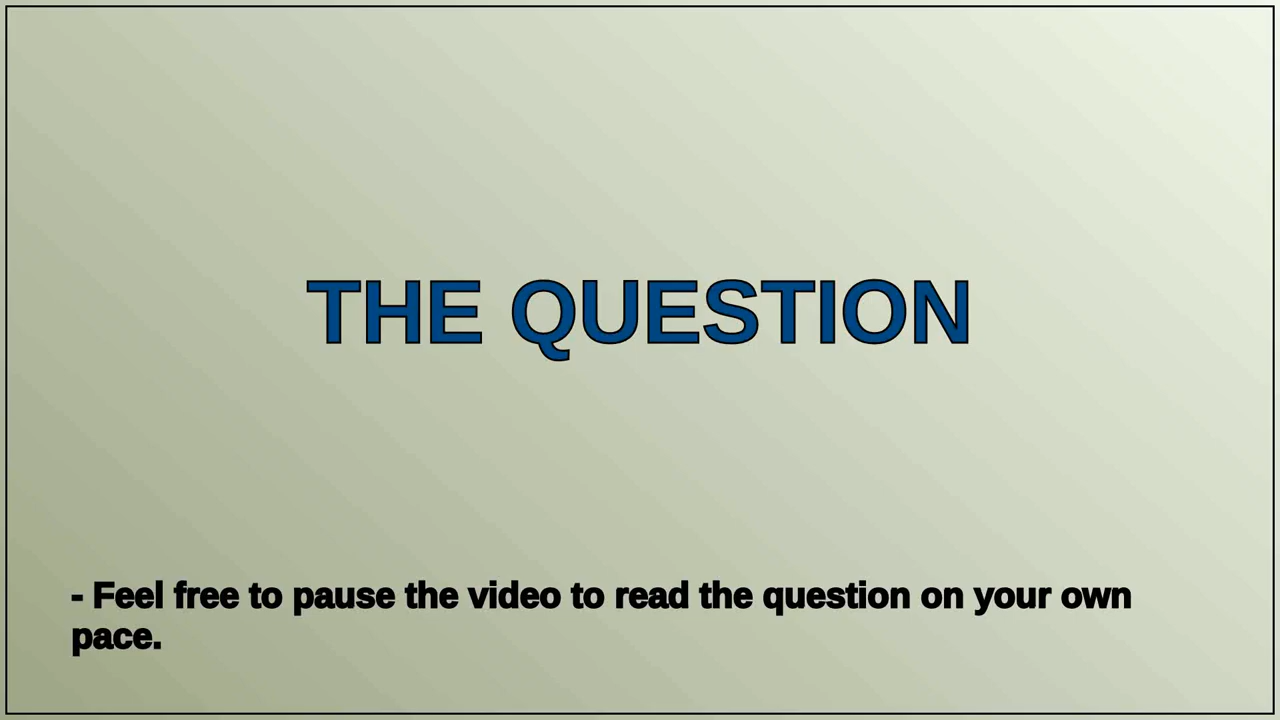 THE QUESTION
- Feel free to pause the video to read the question on your own
pace.